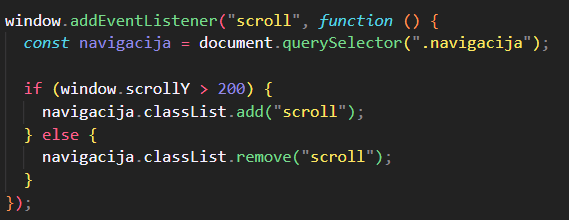 window.addEventListener("scroll", function () {
  const navigacija = document.querySelector(".navigacija");

  if (window.scrollY > 200) {
    navigacija.classList.add("scroll");
  } else {
    navigacija.classList.remove("scroll");
  }
});